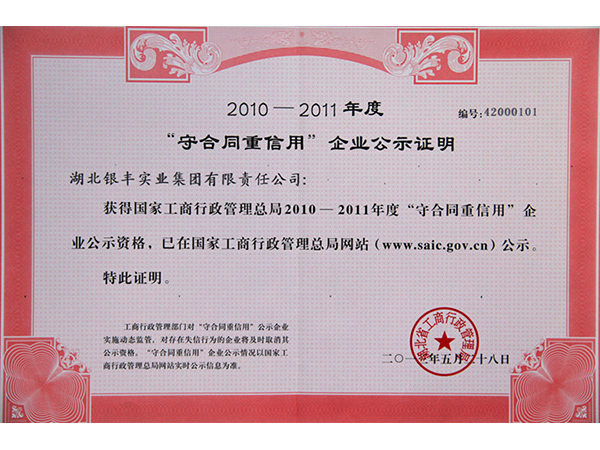 2010—2011年度
编号:42000101
“守合同重信用”企业公示证明
湖北银丰实业集团有限责任公司:
获得国家工商行政管理总局2010—2011年度“守合同重信用”企
业公示资格,已在国家工商行政管理总局网站(www.saic.gov.cn)公示。
特此证明。
工商行政管理部门对“守合同重信用”公示企业
实施动态监管,对存在失信行为的企业将及时取消其
公示资格。“守合同重信用”企业公示情况以国家工
商行政管理总局网站实时公示信息为准。
湖北省工商行政管理局
二〇一 年五月二十八日